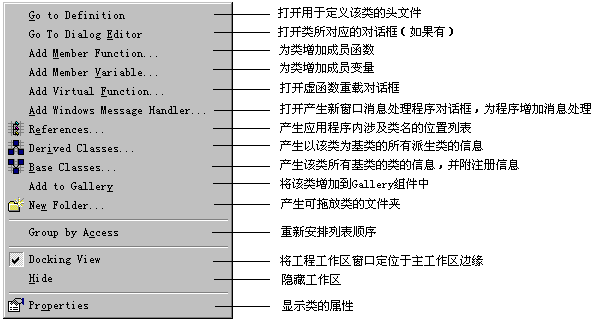 Go to Definition 打开用于定义该类的头文件
Go To Dialog Editor 打开类所对应的对话框(如果有)
Add Member Function... 为类增加成员函数
Add Member Variable... 为类增加成员变量
Add Virtual Function... 打开虚函数重载对话框
Add Windows Message Handler... 打开产生新窗口消息处理程序对话框,为程序增加消息处理
References... 产生应用程序内涉及类名的位置列表
Derived Classes... 产生以该类为基类的所有派生类的信息
Base Classes... 产生该类所有基类的类的信息,并附注册信息
Add to Gallery 将该类增加到Gallery组件中
New Folder... 产生可拖放类的文件夹
Group by Access 重新安排列表顺序
Docking View 将工程工作区窗口定位于主工作区边缘
Hide 隐藏工作区
Properties 显示类的属性